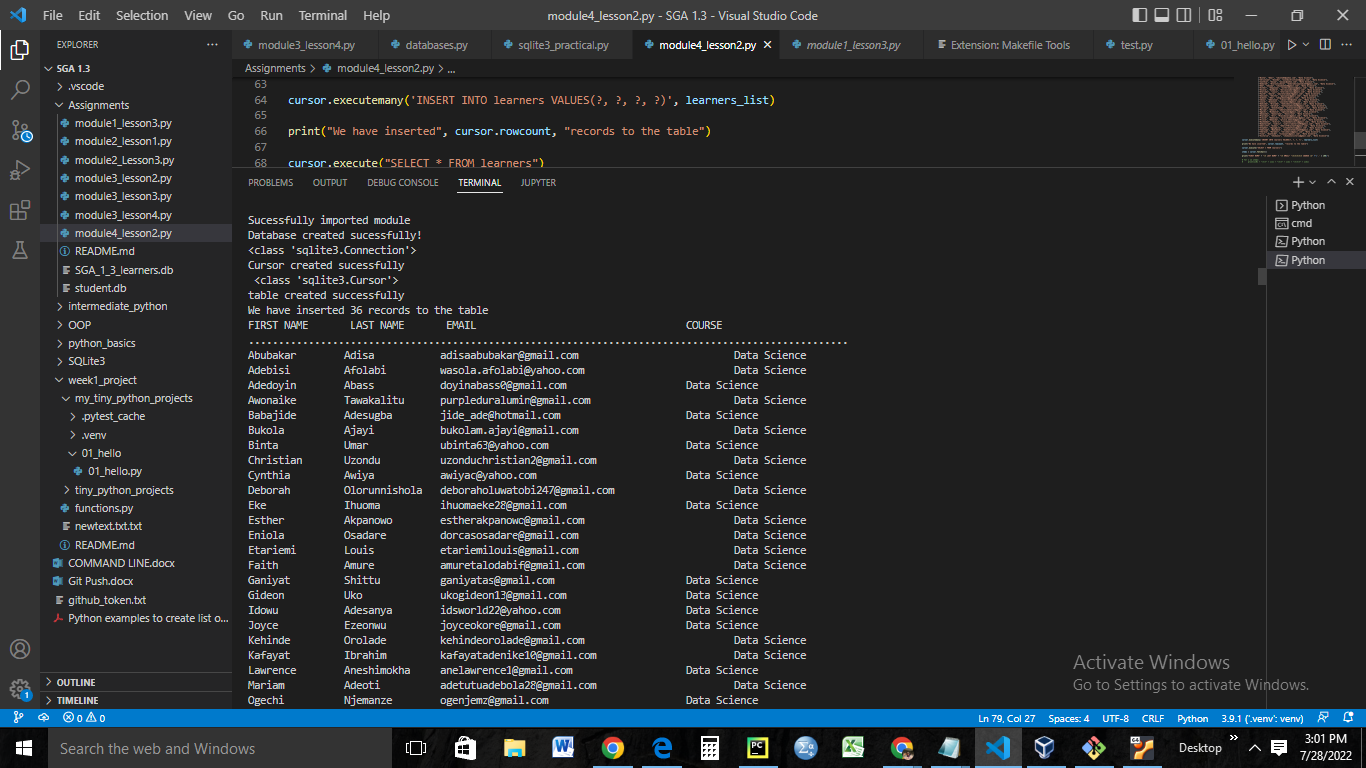 File Edit Selection View Go Run Terminal Help module4_lesson2.py - SGA 1.3 - Visual Studio Code
EXPLORER
SGA 1.3
.vscode
Assignments
module1_lesson3.py
module2_lesson1.py
module2_Lesson3.py
module3_lesson2.py
module3_lesson3.py
module3_lesson4.py
module4_lesson2.py
README.md
SGA_1_3_learners.db
student.db
intermediate_python
OOP
python_basics
SQLite3
week1_project
my_tiny_python_projects
.pytest_cache
.venv
01_hello
01_hello.py
tiny_python_projects
functions.py
newtext.txt.txt
README.md
COMMAND LINE.docx
Git Push.docx
github_token.txt
Python examples to create list o...
OUTLINE
TIMELINE
module3_lesson4.py databases.py sqlite3_practical.py module4_lesson2.py module1_lesson3.py Extension: Makefile Tools test.py 01_hello.py
Assignments > module4_lesson2.py > ...
63
64 cursor.executemany('INSERT INTO learners VALUES(?, ?, ?, ?)', learners_list)
65
66 print("We have inserted", cursor.rowcount, "records to the table")
67
68 cursor.execute("SELECT * FROM learners")
PROBLEMS OUTPUT DEBUG CONSOLE TERMINAL JUPYTER
Sucessfully imported module
Database created sucessfully!
<class 'sqlite3.Connection'>
Cursor created sucessfully
<class 'sqlite3.Cursor'>
table created successfully
We have inserted 36 records to the table
FIRST NAME LAST NAME EMAIL COURSE
----------------------------------------------------------------------------------------------------
Abubakar Adisa adisaabubakar@gmail.com Data Science
Adebisi Afolabi wasola.afolabi@yahoo.com Data Science
Adedoyin Abass doyinabass0@gmail.com Data Science
Awonaike Tawakalitu purpleduralumir@gmail.com Data Science
Babajide Adesugba jide_ade@hotmail.com Data Science
Bukola Ajayi bukolam.ajayi@gmail.com Data Science
Binta Umar ubinta63@yahoo.com Data Science
Christian Uzondu uzonduchristian2@gmail.com Data Science
Cynthia Awiya awiyac@yahoo.com Data Science
Deborah Olorunnishola deboraholuwatobi247@gmail.com Data Science
Eke Ihuoma ihuomaeke28@gmail.com Data Science
Esther Akpanowo estherakpanowo@gmail.com Data Science
Eniola Osadare dorcasosadare@gmail.com Data Science
Etariemi Louis etariemilouis@gmail.com Data Science
Faith Amure amuretalodabif@gmail.com Data Science
Ganiyat Shittu ganiyatas@gmail.com Data Science
Gideon Uko ukogideon13@gmail.com Data Science
Idowu Adesanya idsworld22@yahoo.com Data Science
Joyce Ezeonwu joyceokore@gmail.com Data Science
Kehinde Orolade kehindeorolade@gmail.com Data Science
Kafayat Ibrahim kafayatadenike10@gmail.com Data Science
Lawrence Aneshimokha anelawrence1@gmail.com Data Science
Mariam Adeoti adetutuadebola28@gmail.com Data Science
Ogechi Njemanze ogenjemz@gmail.com Data Science
Python
cmd
Python
Python
Activate Windows
Go to Settings to activate Windows.
0 0 Ln 79, Col 27 Spaces: 4 UTF-8 CRLF Python 3.9.1 ('.venv': venv)
Search the web and Windows Desktop 3:01 PM
7/28/2022